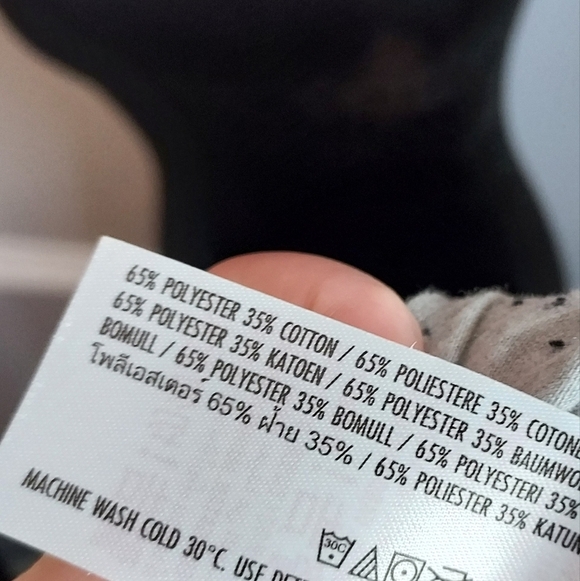 65% POLYESTER 35% COTTON / 65% POLIESTERE 35% COTONE
65% POLYESTER 35% KATOEN / 65% POLYESTER 35% BAUMWO
BOMULL / 65% POLYESTER 35% BOMULL / 65% POLYESTERI 35%
โพลีเอสเตอร์ 65% ฝ้าย 35% / 65% POLIESTER 35% KATUN
MACHINE WASH COLD 30°C. USE DET
30C